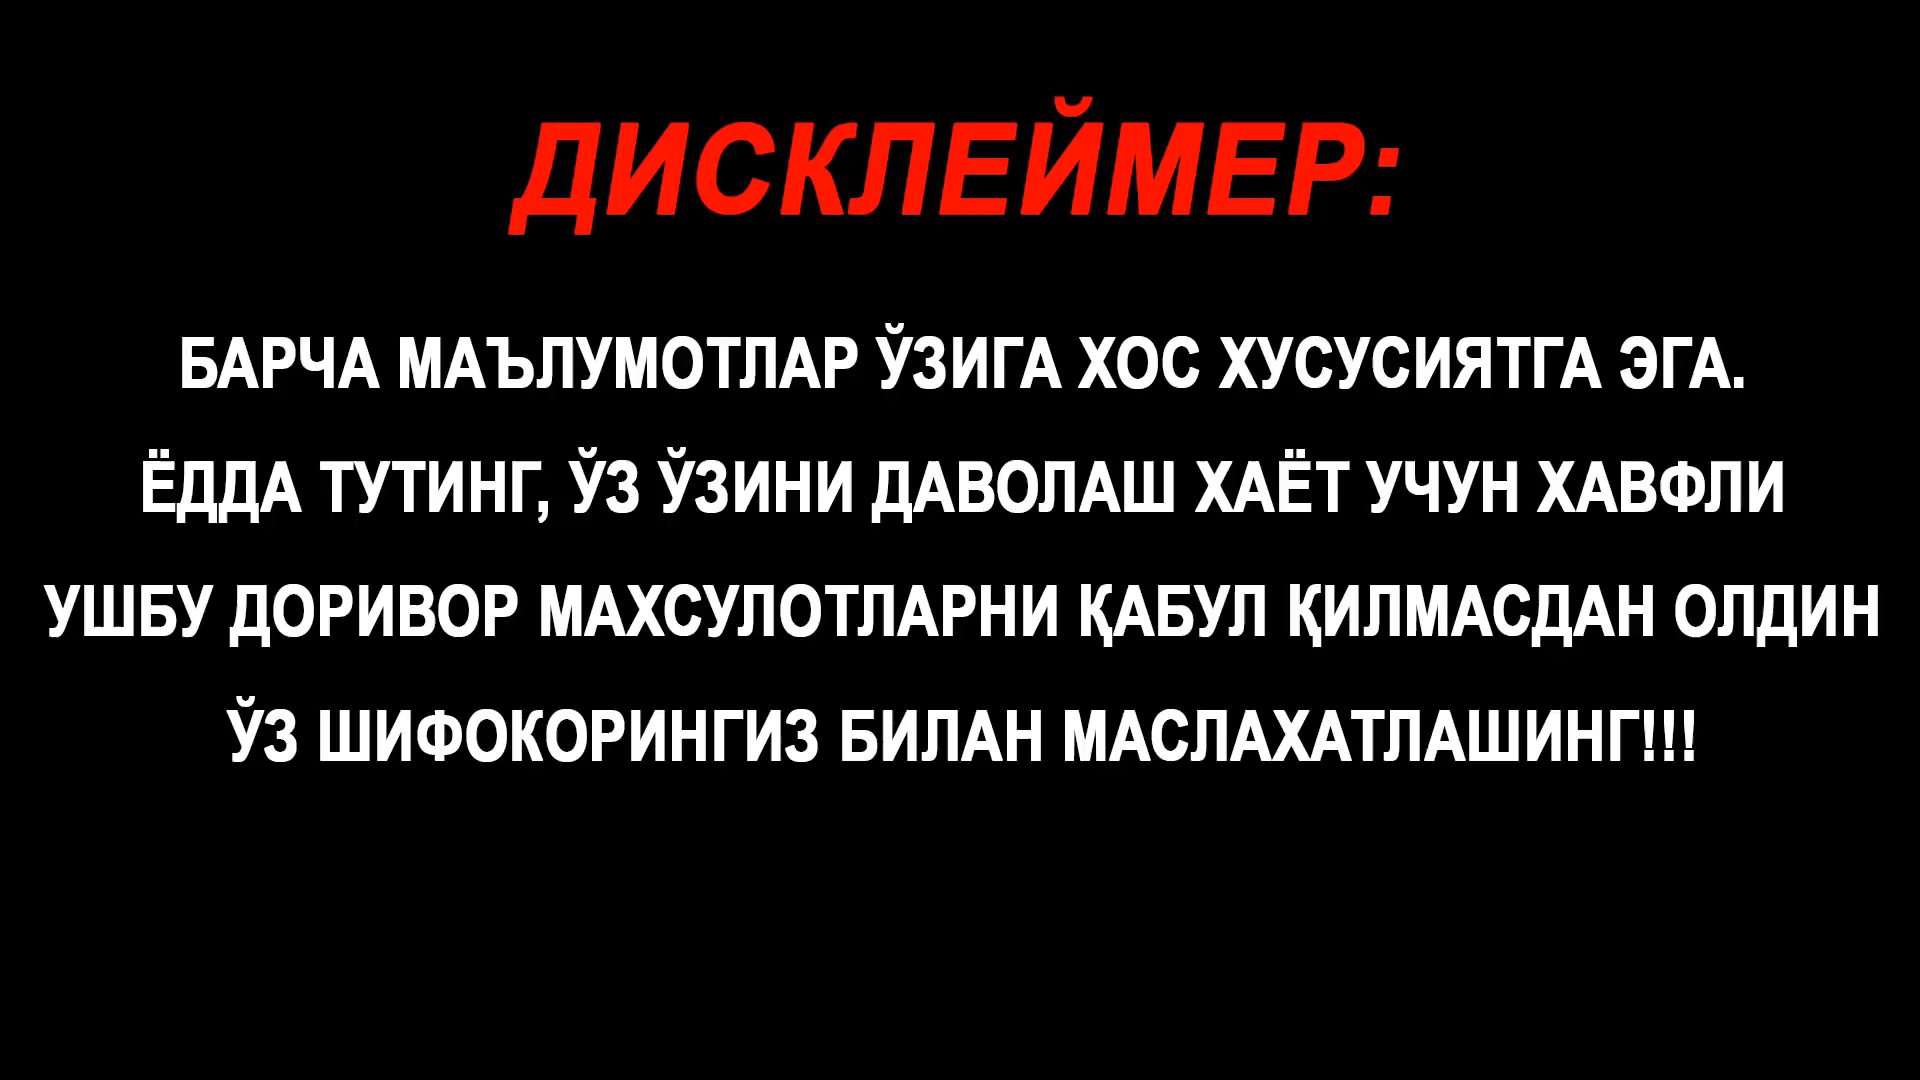 ДИСКЛЕЙМЕР:
БАРЧА МАЪЛУМОТЛАР ЎЗИГА ХОС ХУСУСИЯТГА ЭГА.
ЁДДА ТУТИНГ, ЎЗ ЎЗИНИ ДАВОЛАШ ХАЁТ УЧУН ХАВФЛИ
УШБУ ДОРИВОР МАХСУЛОТЛАРНИ ҚАБУЛ ҚИЛМАСДАН ОЛДИН
ЎЗ ШИФОКОРИНГИЗ БИЛАН МАСЛАХАТЛАШИНГ!!!